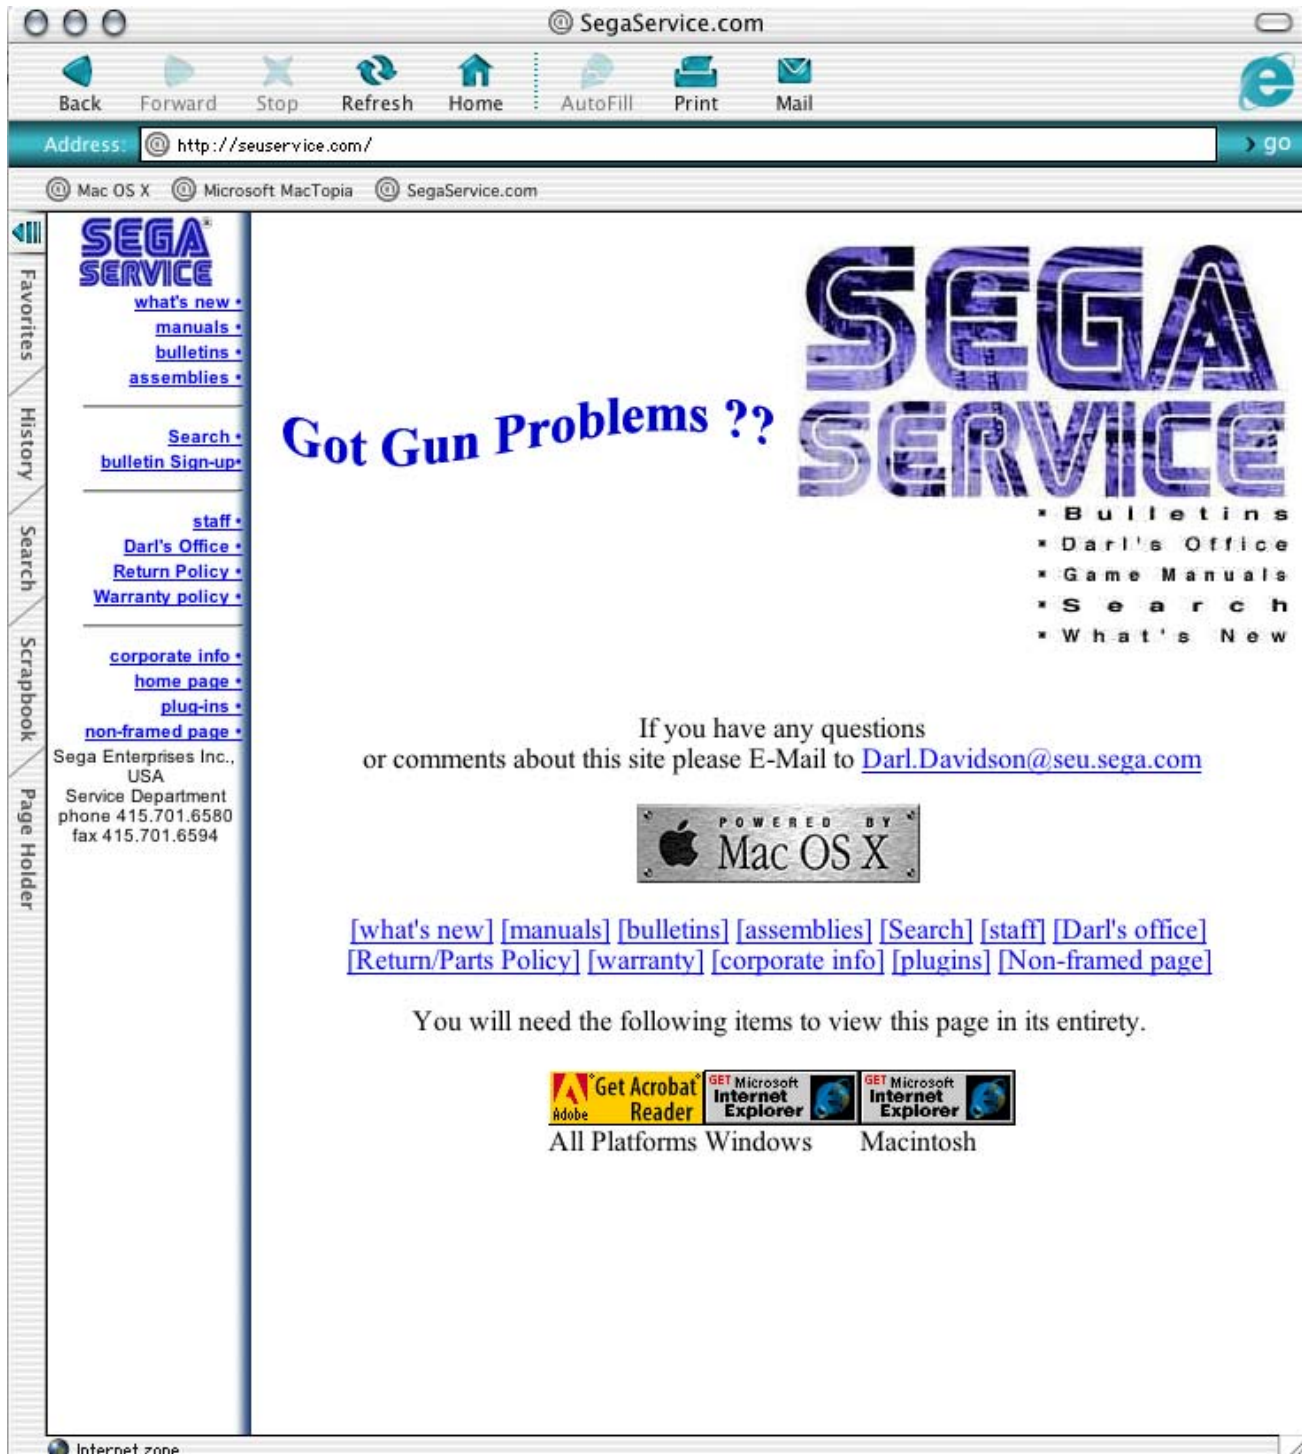 SegaService.com
Back Forward Stop Refresh Home AutoFill Print Mail
Address: http://seuservice.com/ go
Mac OS X Microsoft MacTopia SegaService.com
Favorites
History
Search
Scrapbook
Page Holder
SEGA®
SERVICE
what's new •
manuals •
bulletins •
assemblies •
Search •
bulletin Sign-up•
staff •
Darl's Office •
Return Policy •
Warranty policy •
corporate info •
home page •
plug-ins •
non-framed page •
Sega Enterprises Inc.,
USA
Service Department
phone 415.701.6580
fax 415.701.6594
Got Gun Problems ??
SEGA
SERVICE
Bulletins
Darl's Office
Game Manuals
Search
What's New
If you have any questions
or comments about this site please E-Mail to Darl.Davidson@seu.sega.com
POWERED BY
Mac OS X
[what's new] [manuals] [bulletins] [assemblies] [Search] [staff] [Darl's office]
[Return/Parts Policy] [warranty] [corporate info] [plugins] [Non-framed page]
You will need the following items to view this page in its entirety.
Adobe Get Acrobat Reader
GET Microsoft Internet Explorer
GET Microsoft Internet Explorer
All Platforms Windows Macintosh
Internet zone